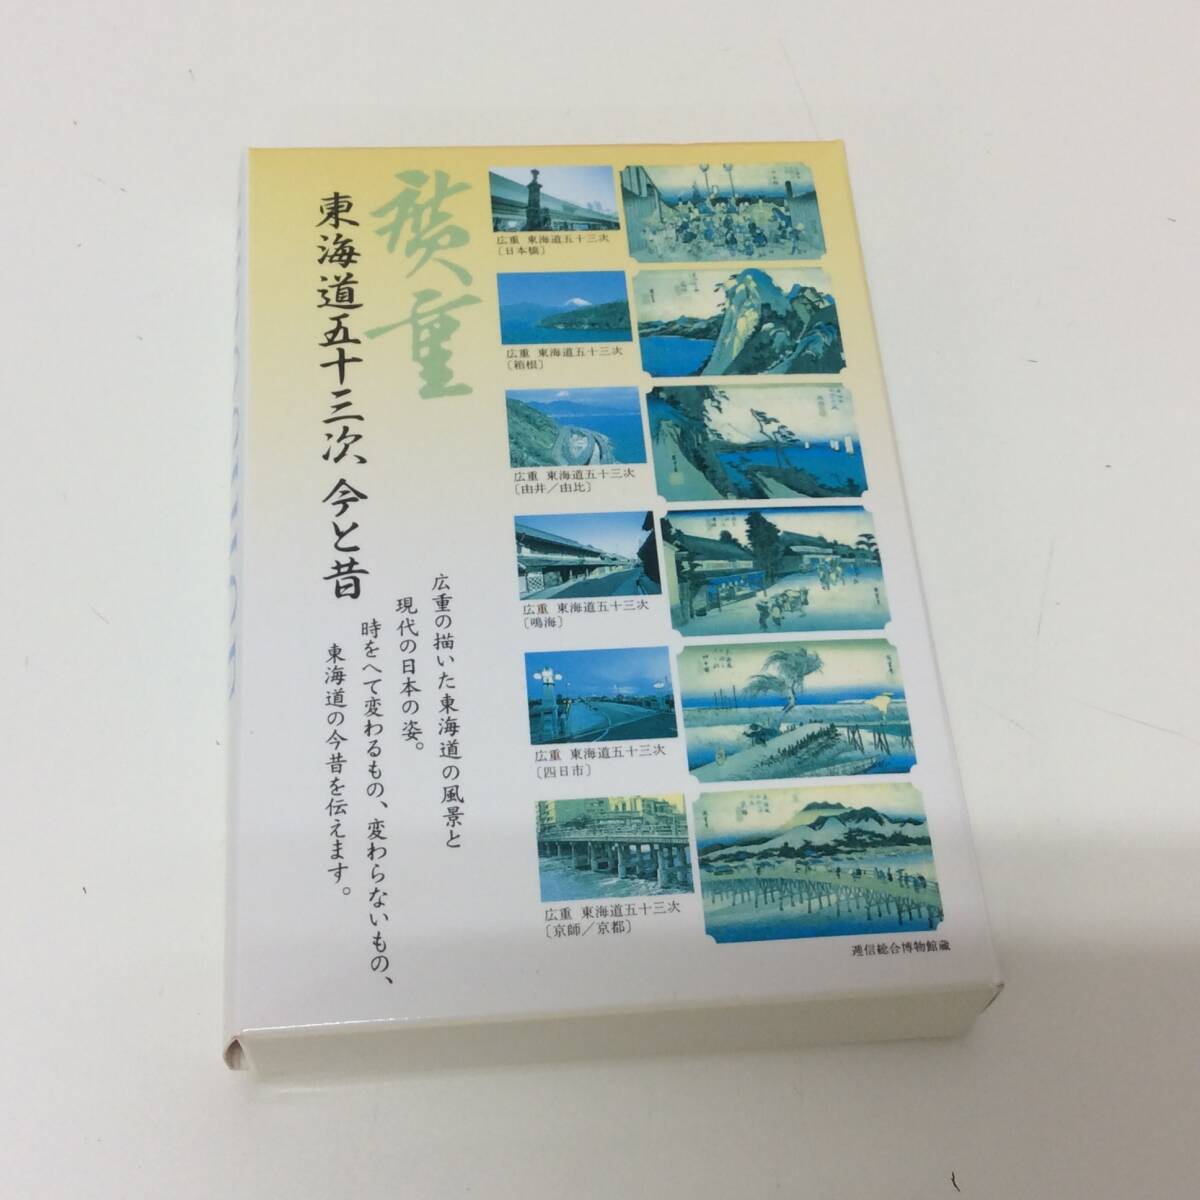 廣重
東海道五十三次 今と昔
広重の描いた東海道の風景と
現代の日本の姿。
時をへて変わるもの、変わらないもの、
東海道の今昔を伝えます。
広重 東海道五十三次
〔日本橋〕
広重 東海道五十三次
〔箱根〕
広重 東海道五十三次
〔由井／由比〕
広重 東海道五十三次
〔鳴海〕
広重 東海道五十三次
〔四日市〕
広重 東海道五十三次
〔京師／京都〕
逓信総合博物館蔵